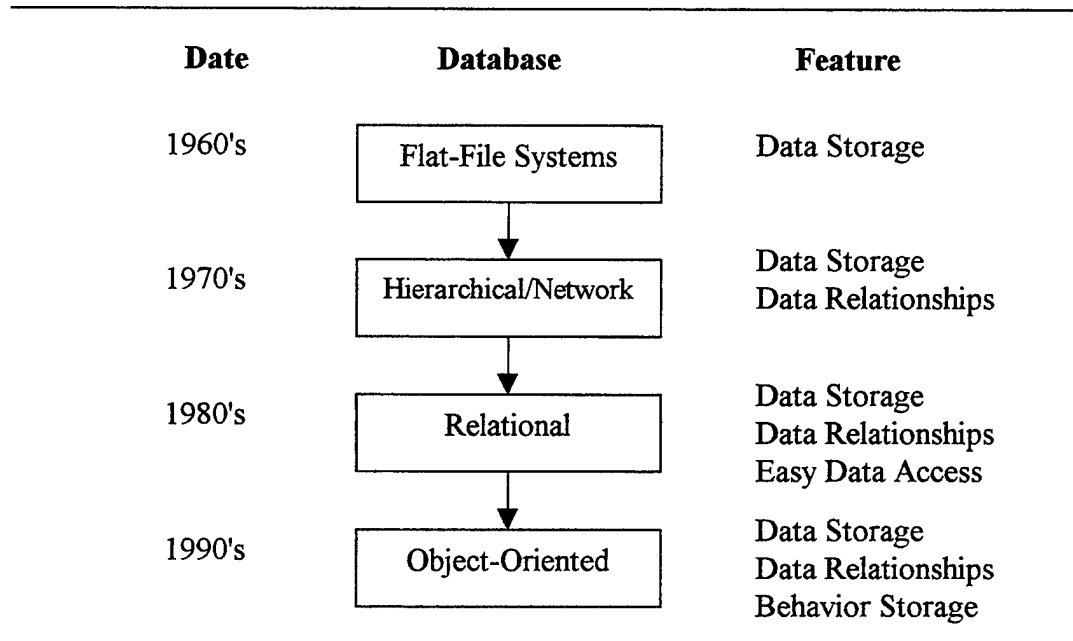 Date Database Feature
1960's Flat-File Systems Data Storage
1970's Hierarchical/Network Data Storage
Data Relationships
1980's Relational Data Storage
Data Relationships
Easy Data Access
1990's Object-Oriented Data Storage
Data Relationships
Behavior Storage